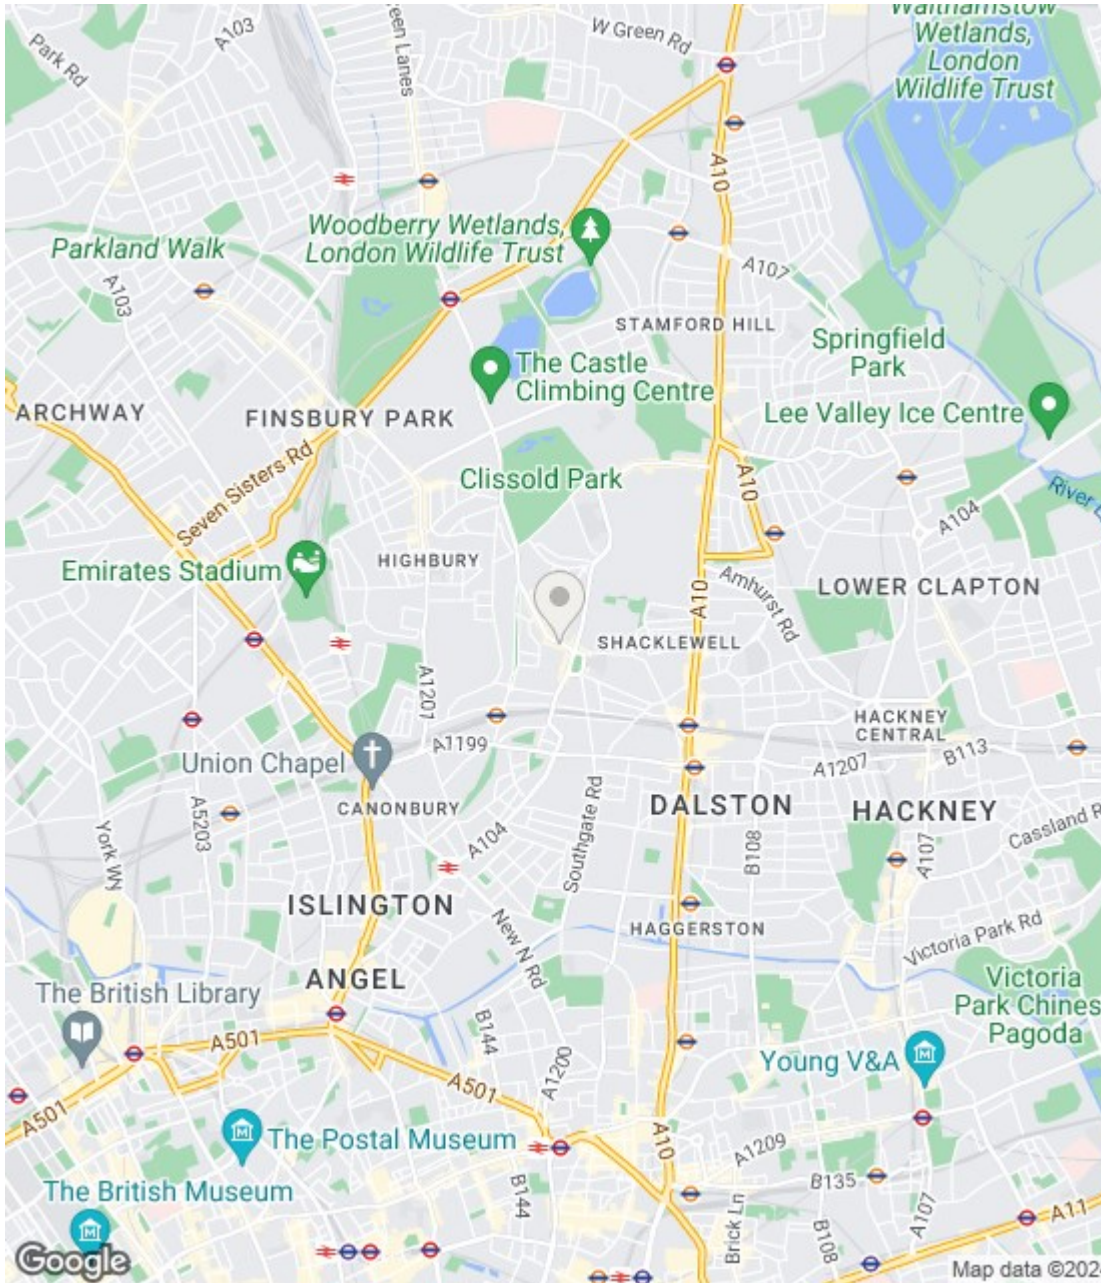 Walthamstow
Wetlands,
London
Wildlife Trust
W Green Rd
A103
Park Rd
Green Lanes
A10
Woodberry Wetlands,
London Wildlife Trust
Parkland Walk
A107
A103
STAMFORD HILL
Springfield
Park
The Castle
Climbing Centre
ARCHWAY
FINSBURY PARK
Lee Valley Ice Centre
Seven Sisters Rd
Clissold Park
A10
A104
River
HIGHBURY
Emirates Stadium
Amhurst Rd
LOWER CLAPTON
A10
SHACKLEWELL
A1207
HACKNEY
CENTRAL
A1199
B113
Union Chapel
A1207
CANONBURY
DALSTON
HACKNEY
A5203
York Wy
A104
Southgate Rd
B108
A107
Cassland R
ISLINGTON
New N Rd
HAGGERSTON
Victoria Park Rd
ANGEL
The British Library
Victoria
Park Chines
Pagoda
A501
B144
A1200
Young V&A
A501
A501
The Postal Museum
A10
A1209
B135
The British Museum
B144
Brick Ln
B108
A107
A11
Google
Map data ©202